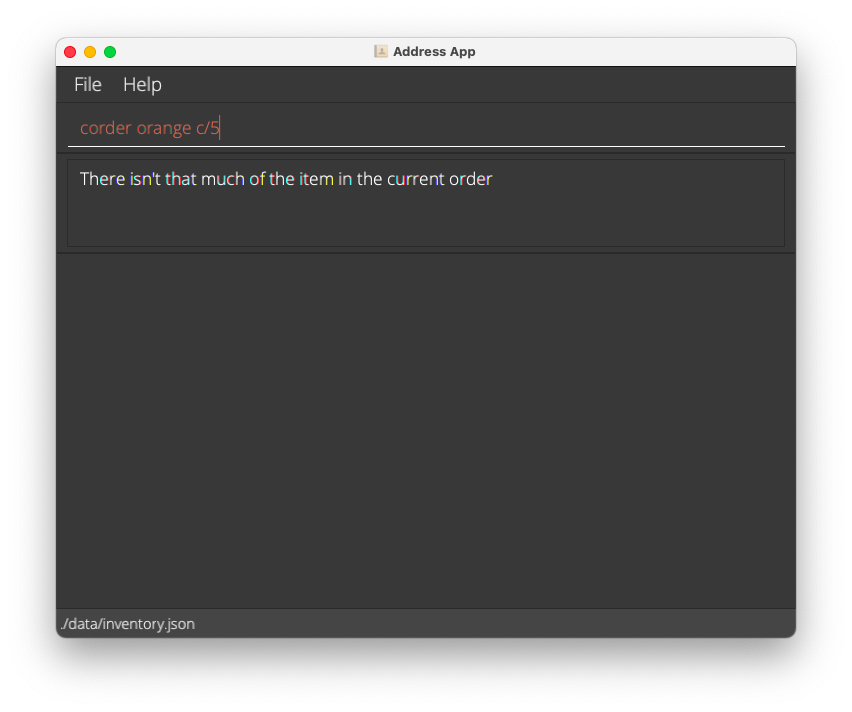 Address App
File Help
corder orange c/5
There isn't that much of the item in the current order
./data/inventory.json